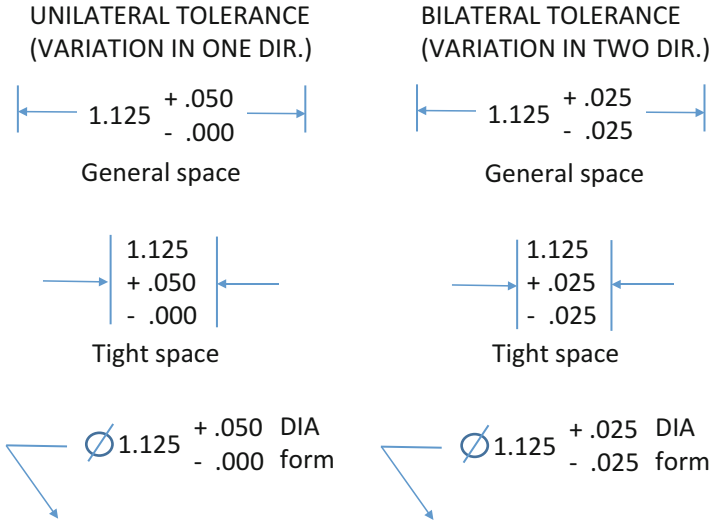 UNILATERAL TOLERANCE
(VARIATION IN ONE DIR.)
1.125 + .050
- .000
General space
1.125
+ .050
- .000
Tight space
∅1.125 + .050 DIA
- .000 form
BILATERAL TOLERANCE
(VARIATION IN TWO DIR.)
1.125 + .025
- .025
General space
1.125
+ .025
- .025
Tight space
∅1.125 + .025 DIA
- .025 form